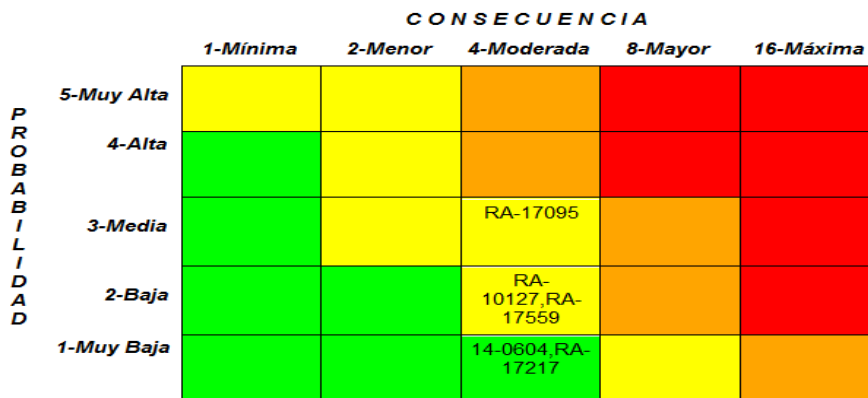 C O N S E C U E N C I A
1-Mínima 2-Menor 4-Moderada 8-Mayor 16-Máxima
P R O B A B I L I D A D
5-Muy Alta
4-Alta
3-Media
RA-17095
2-Baja
RA-
10127,RA-
17559
1-Muy Baja
14-0604,RA-
17217